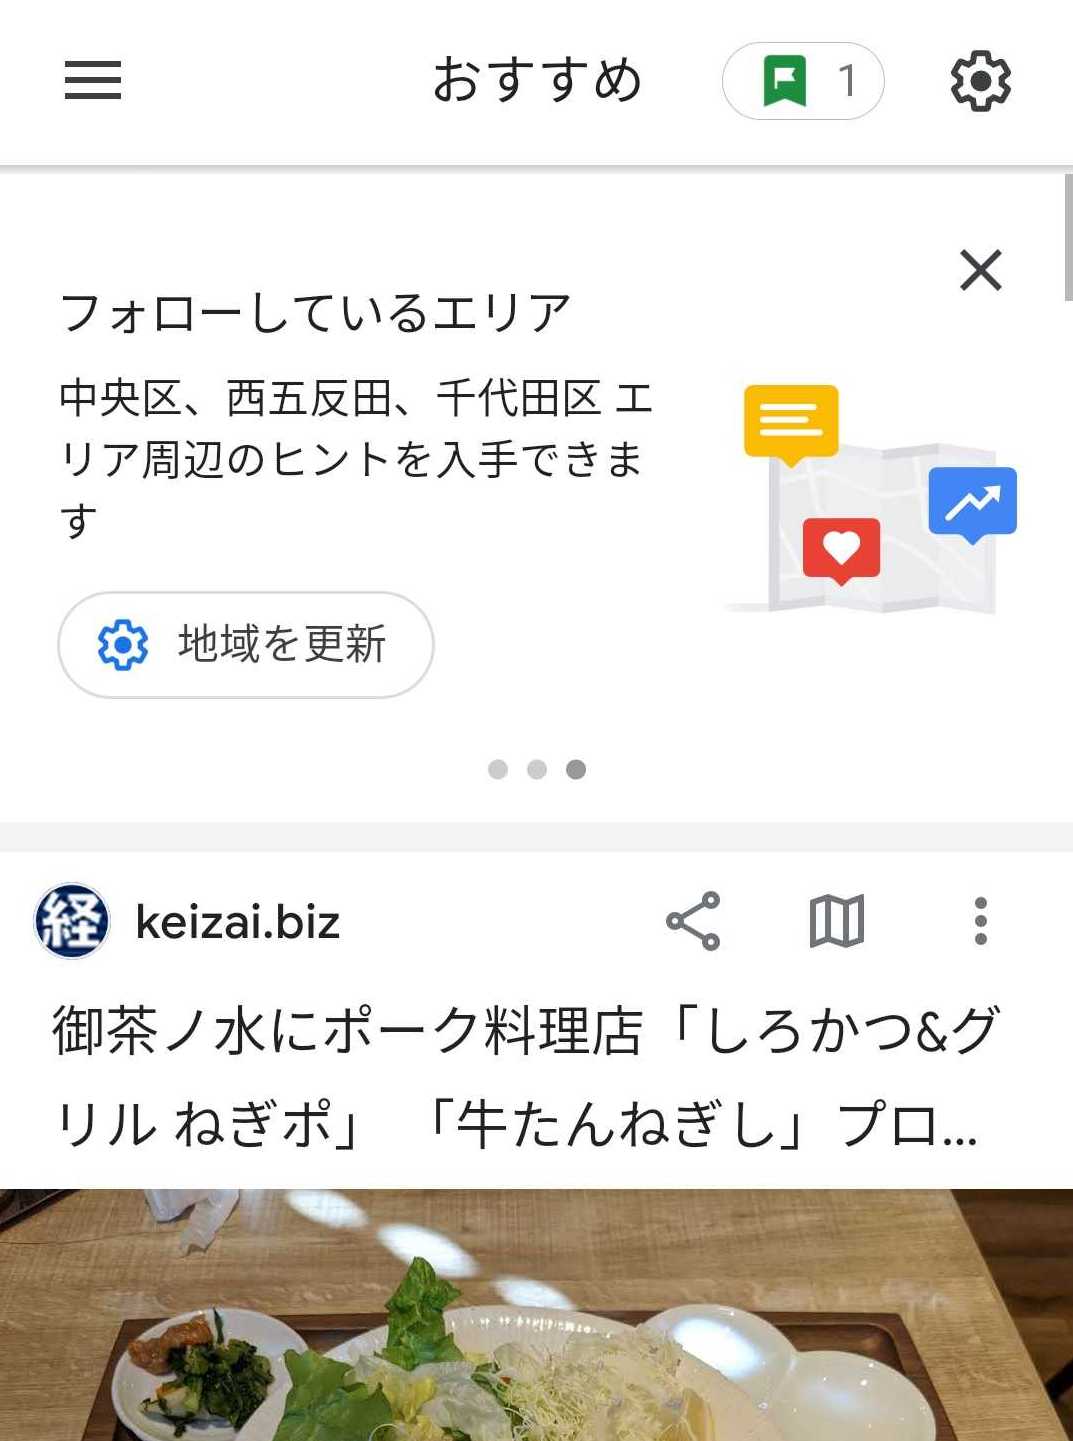 おすすめ
1
フォローしているエリア
中央区、西五反田、千代田区 エ
リア周辺のヒントを入手できま
す
地域を更新
経 keizai.biz
御茶ノ水にポーク料理店「しろかつ&グ
リル ねぎポ」 「牛たんねぎし」プロ...